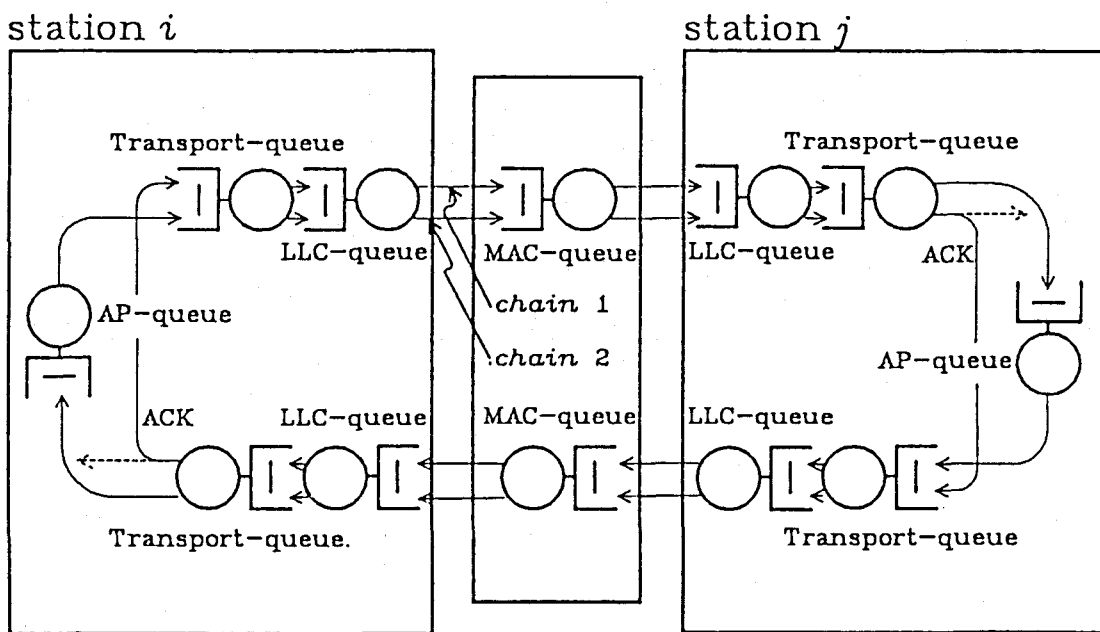 station i
station j
Transport-queue
Transport-queue
LLC-queue
MAC-queue
LLC-queue
ACK
chain 1
AP-queue
chain 2
AP-queue
ACK
LLC-queue
MAC-queue
LLC-queue
Transport-queue.
Transport-queue